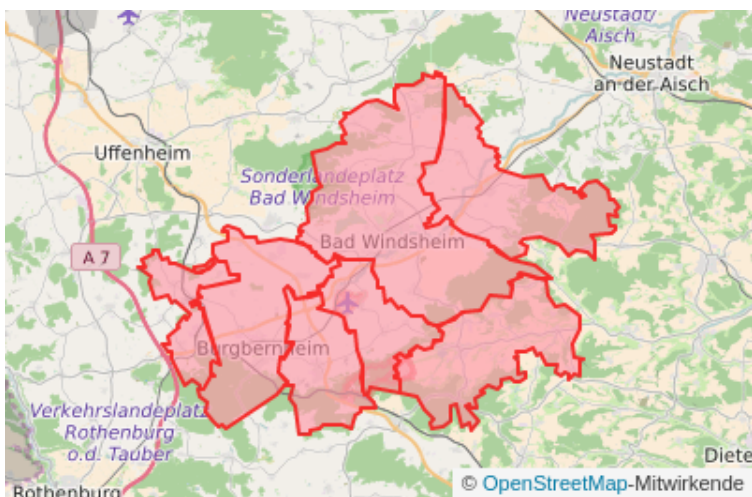 Neustadt/
Aisch
Neustadt
an der Aisch
Uffenheim
Sonderlandeplatz
Bad Windsheim
Bad Windsheim
A 7
Burgbernheim
Verkehrslandeplatz
Rothenburg
o.d. Tauber
Diete
Rothenburg
© OpenStreetMap-Mitwirkende